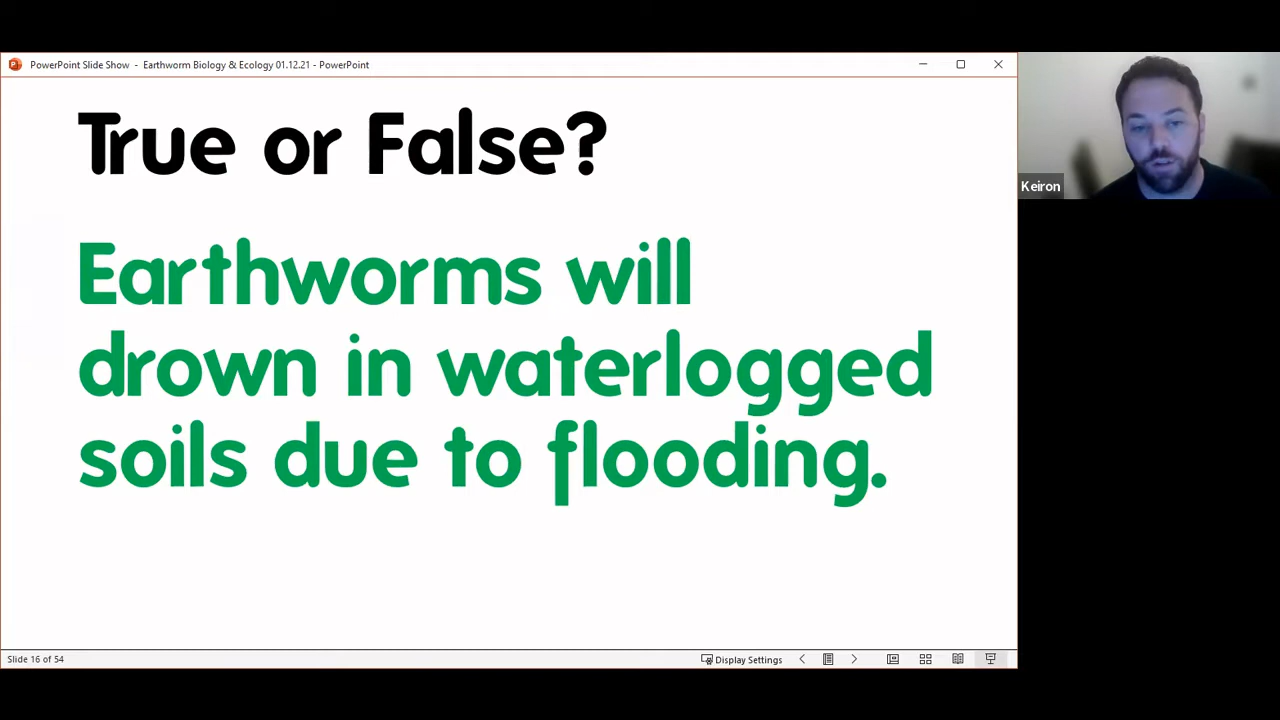 PowerPoint Slide Show - Earthworm Biology & Ecology 01.12.21 - PowerPoint
True or False?
Earthworms will
drown in waterlogged
soils due to flooding.
Keiron
Slide 16 of 54
Display Settings